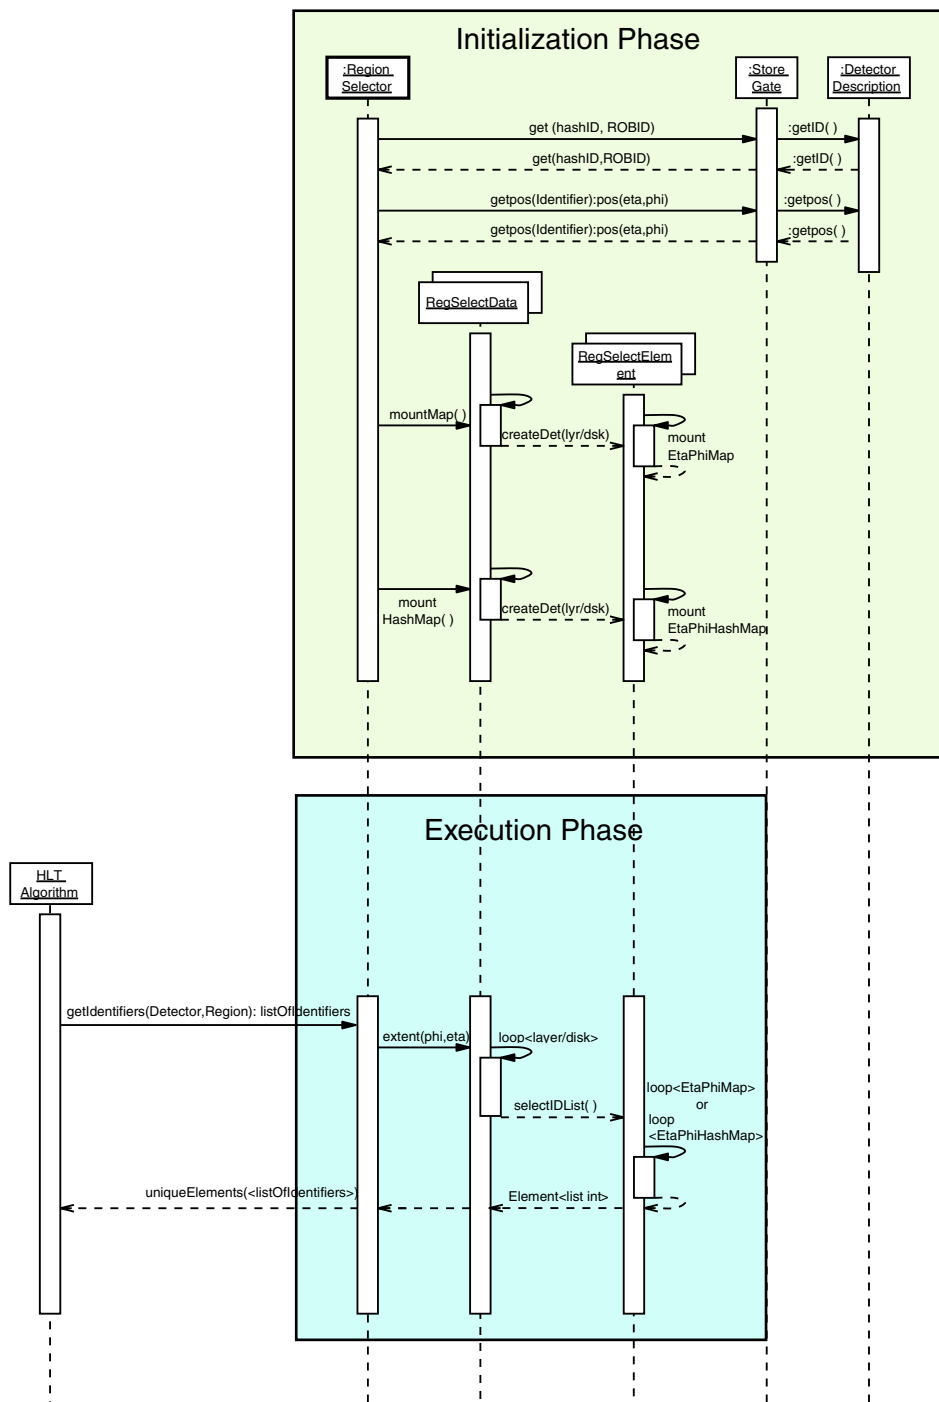 Initialization Phase
:Region
Selector
:Store
Gate
:Detector
Description
get (hashID, ROBID)
:getID( )
get(hashID,ROBID)
:getID( )
getpos(Identifier):pos(eta,phi)
:getpos( )
getpos(Identifier):pos(eta,phi)
:getpos( )
RegSelectData
RegSelectElem
ent
mountMap( )
createDet(lyr/dsk)
mount
EtaPhiMap
mount
HashMap( )
createDet(lyr/dsk)
mount
EtaPhiHashMap
Execution Phase
HLT
Algorithm
getIdentifiers(Detector,Region): listOfIdentifiers
extent(phi,eta)
loop<layer/disk>
selectIDList( )
loop<EtaPhiMap>
or
loop
<EtaPhiHashMap>
uniqueElements(<listOfIdentifiers>)
Element<list int>